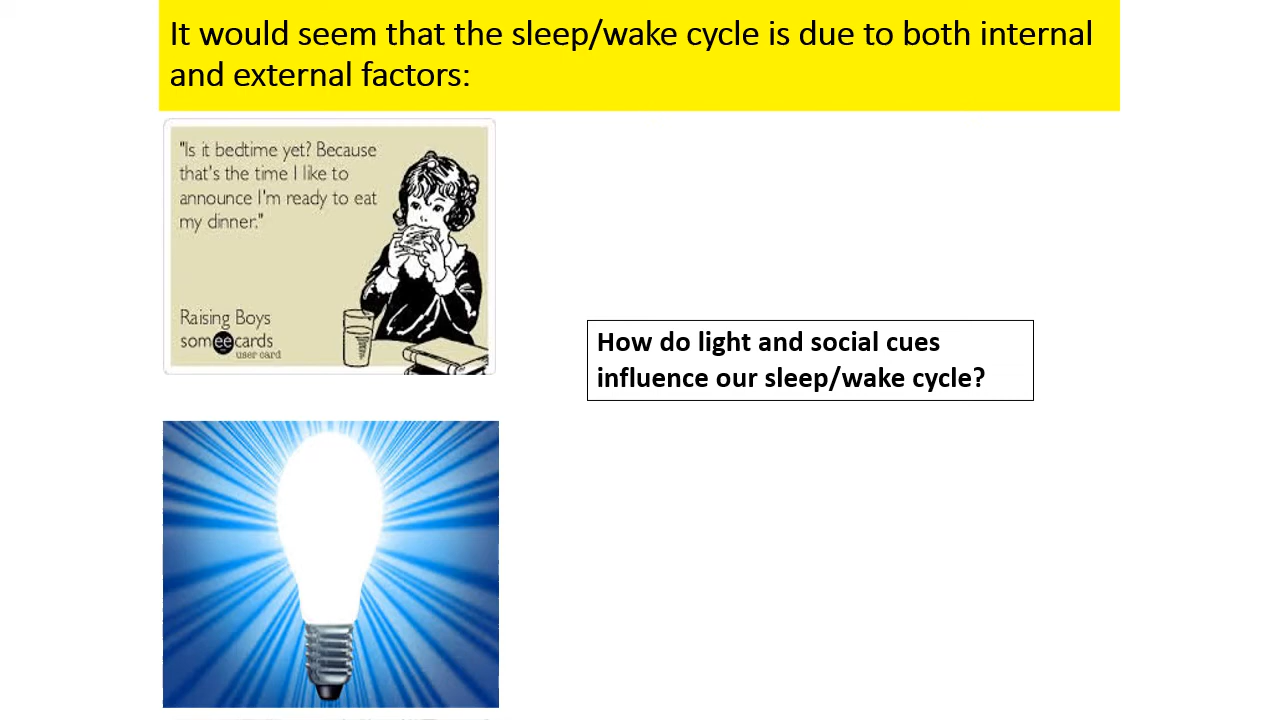 It would seem that the sleep/wake cycle is due to both internal
and external factors:
"Is it bedtime yet? Because
that's the time I like to
announce I'm ready to eat
my dinner."
Raising Boys
someecards
user card
How do light and social cues
influence our sleep/wake cycle?